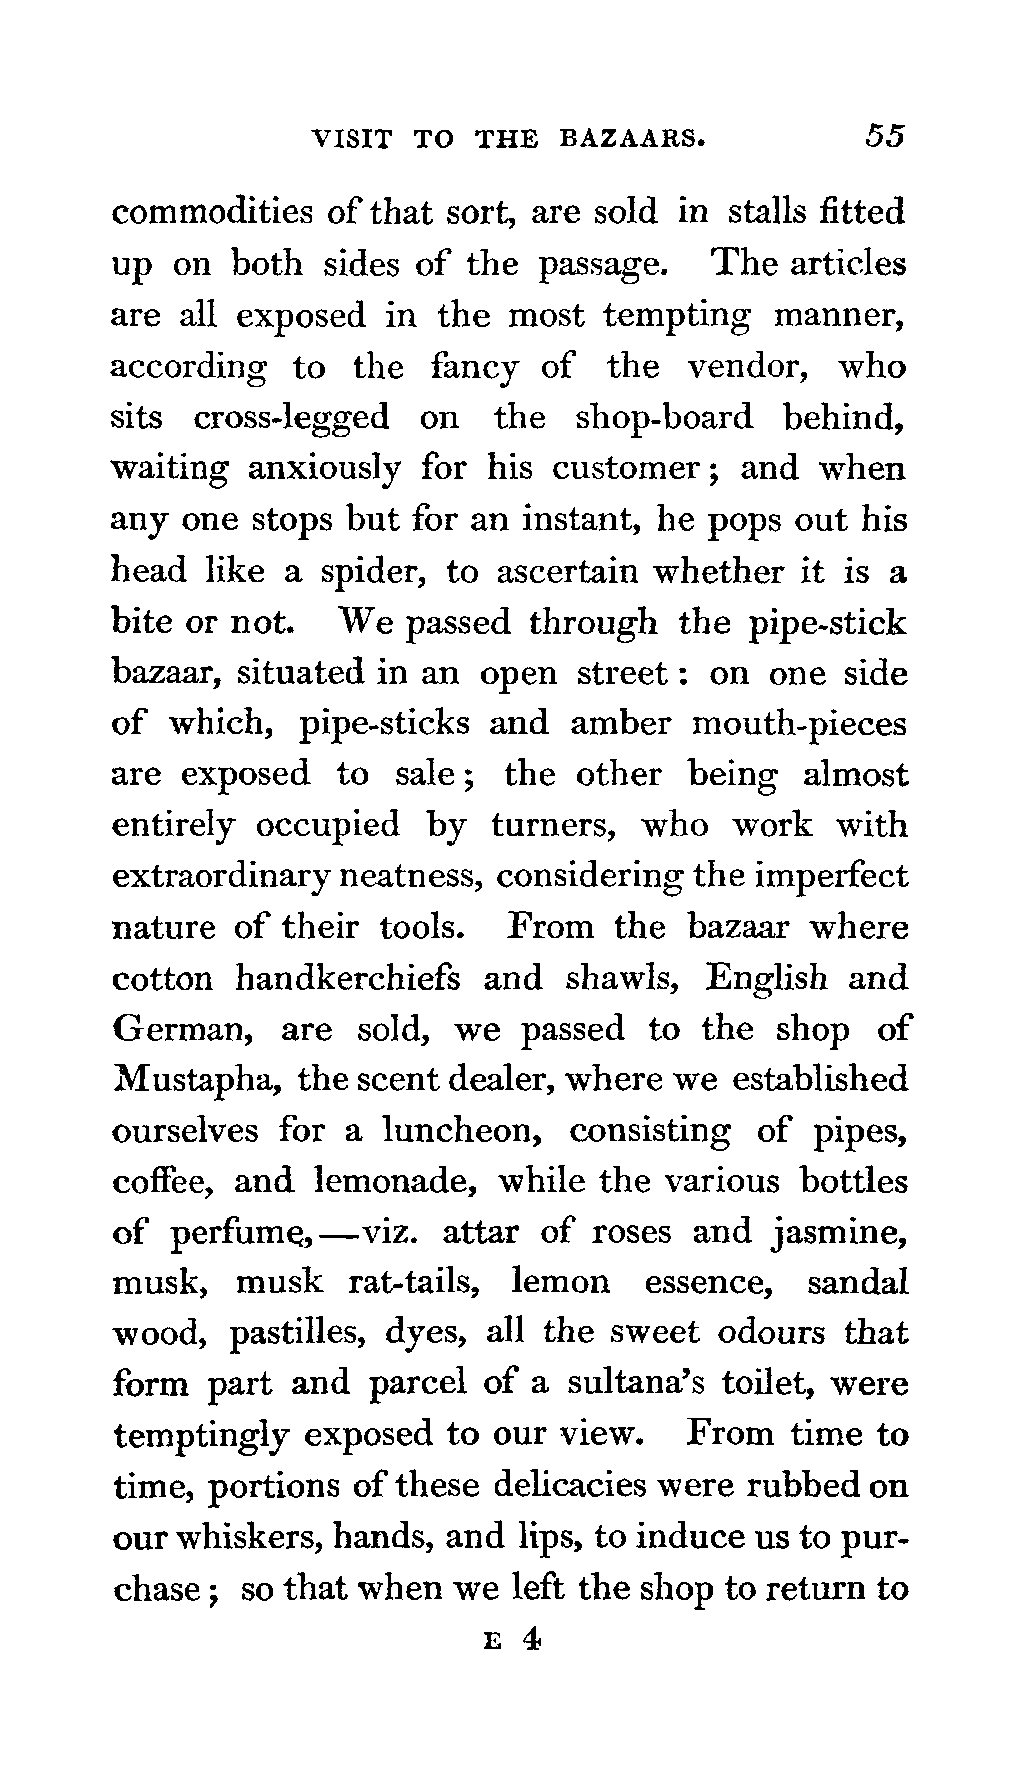 VISIT TO THE BAZAARS. 55
commodities of that sort, are sold in stalls fitted
up on both sides of the passage. The articles
are all exposed in the most tempting manner,
according to the fancy of the vendor, who
sits cross-legged on the shop-board behind,
waiting anxiously for his customer; and when
any one stops but for an instant, he pops out his
head like a spider, to ascertain whether it is a
bite or not. We passed through the pipe-stick
bazaar, situated in an open street: on one side
of which, pipe-sticks and amber mouth-pieces
are exposed to sale; the other being almost
entirely occupied by turners, who work with
extraordinary neatness, considering the imperfect
nature of their tools. From the bazaar where
cotton handkerchiefs and shawls, English and
German, are sold, we passed to the shop of
Mustapha, the scent dealer, where we established
ourselves for a luncheon, consisting of pipes,
coffee, and lemonade, while the various bottles
of perfume,—viz. attar of roses and jasmine,
musk, musk rat-tails, lemon essence, sandal
wood, pastilles, dyes, all the sweet odours that
form part and parcel of a sultana's toilet, were
temptingly exposed to our view. From time to
time, portions of these delicacies were rubbed on
our whiskers, hands, and lips, to induce us to pur-
chase; so that when we left the shop to return to
E 4